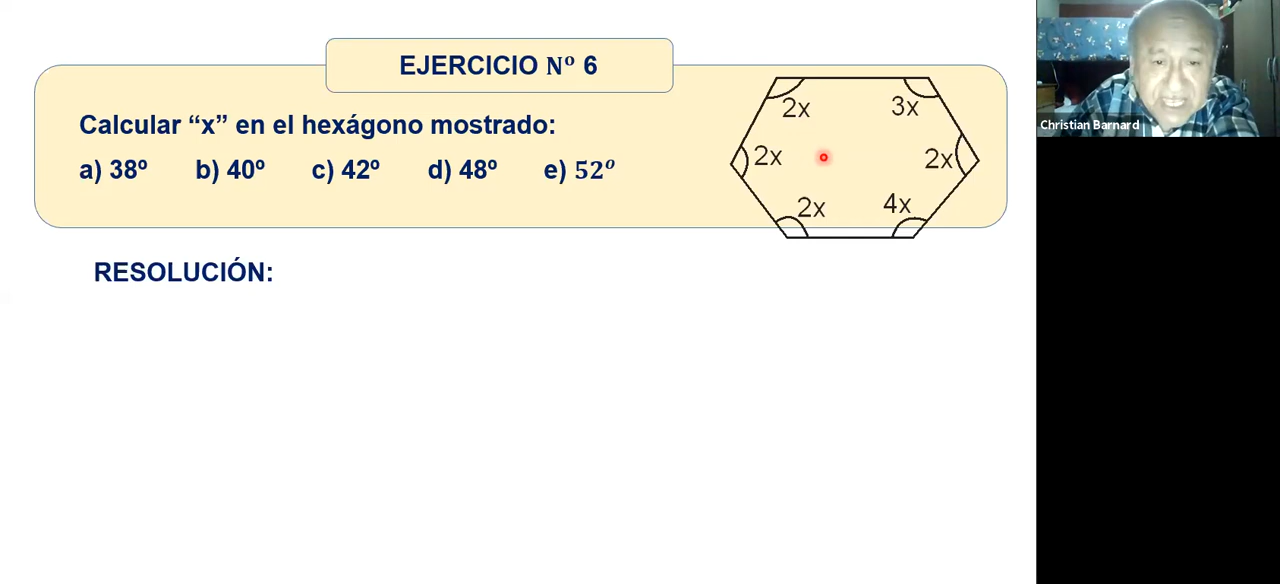 EJERCICIO Nº 6
Calcular “x” en el hexágono mostrado:
a) 38º b) 40º c) 42º d) 48º e) 52º
2x 3x
2x 2x
2x 4x
RESOLUCIÓN:
Christian Barnard